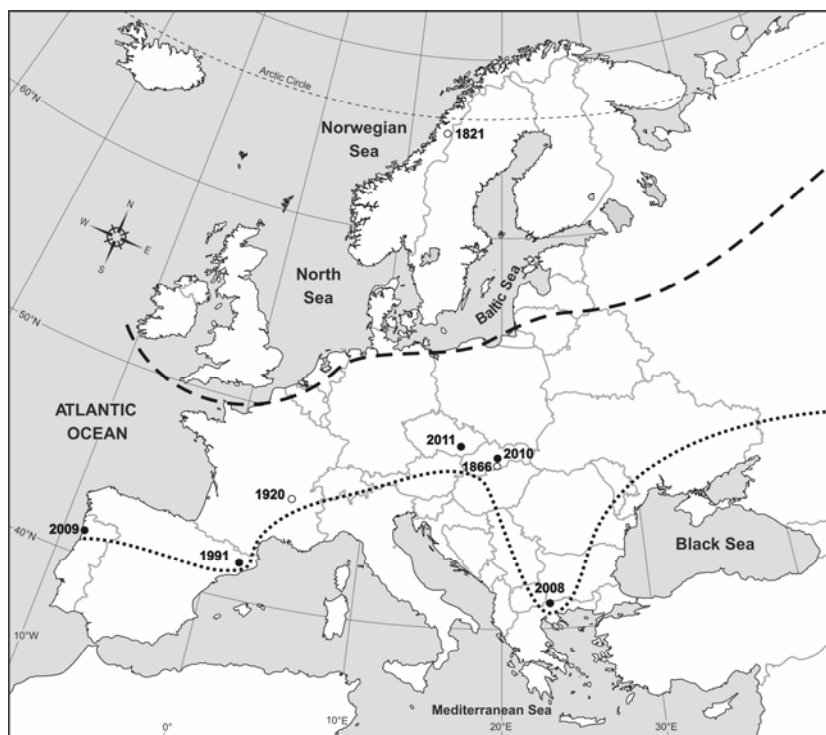 60°N
Arctic Circle
Norwegian
Sea
1821
N
W
E
S
North
Sea
Baltic Sea
50°N
ATLANTIC
OCEAN
2011
2010
1866
1920
2009
40°N
1991
Black Sea
2008
10°W
Mediterranean Sea
0°
10°E
20°E
30°E